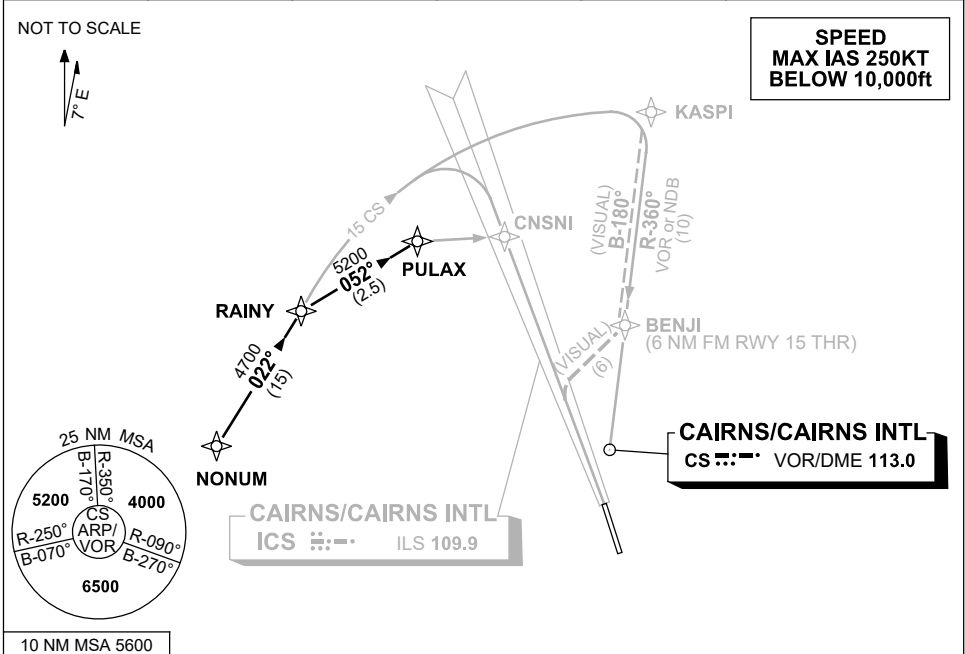 NOT TO SCALE
7° E
SPEED
MAX IAS 250KT
BELOW 10,000ft
KASPI
15 CS
(VISUAL)
B-180°
R-360°
VOR or NDB
(10)
CNSNI
5200
052°
(2.5)
PULAX
RAINY
BENJI
(6 NM FM RWY 15 THR)
(VISUAL)
(6)
4700
022°
(15)
NONUM
CAIRNS/CAIRNS INTL
CS VOR/DME 113.0
CAIRNS/CAIRNS INTL
ICS ILS 109.9
25 NM MSA
B-170°
R-350°
5200
4000
CS
ARP/
VOR
R-250°
B-070°
R-090°
B-270°
6500
10 NM MSA 5600